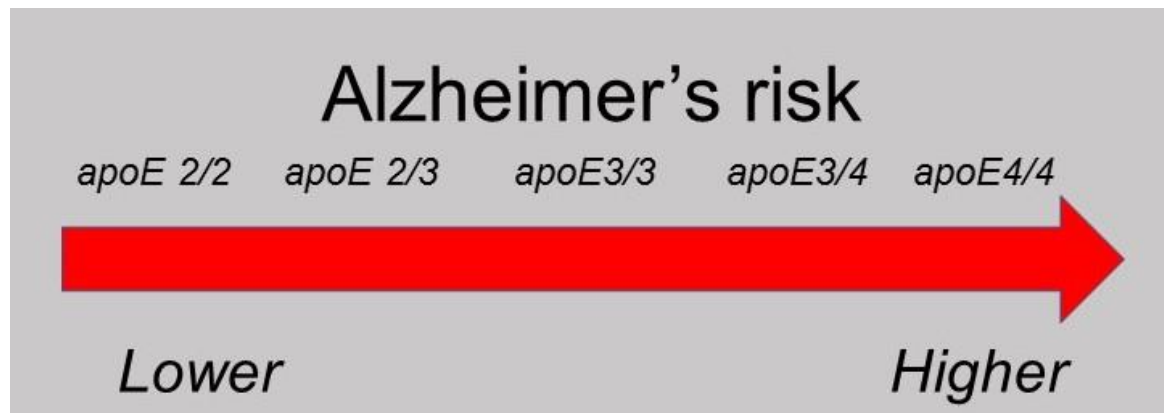 Alzheimer’s risk
apoE 2/2 apoE 2/3 apoE3/3 apoE3/4 apoE4/4
Lower Higher